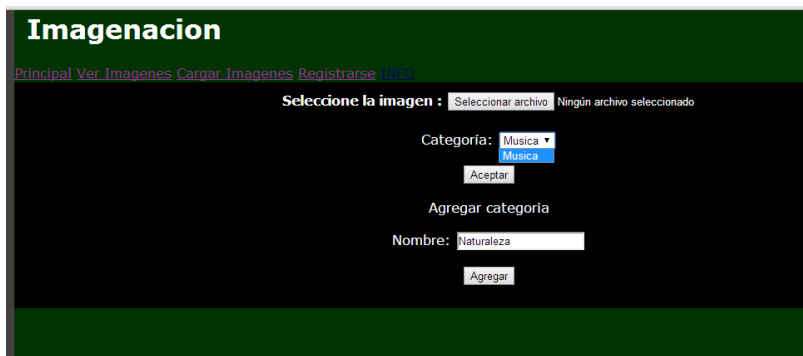 Imagenacion
Principal Ver Imagenes Cargar Imagenes Registrarse INFO
Seleccione la imagen : Seleccionar archivo Ningún archivo seleccionado
Categoría: Musica
Musica
Aceptar
Agregar categoria
Nombre: Naturaleza
Agregar